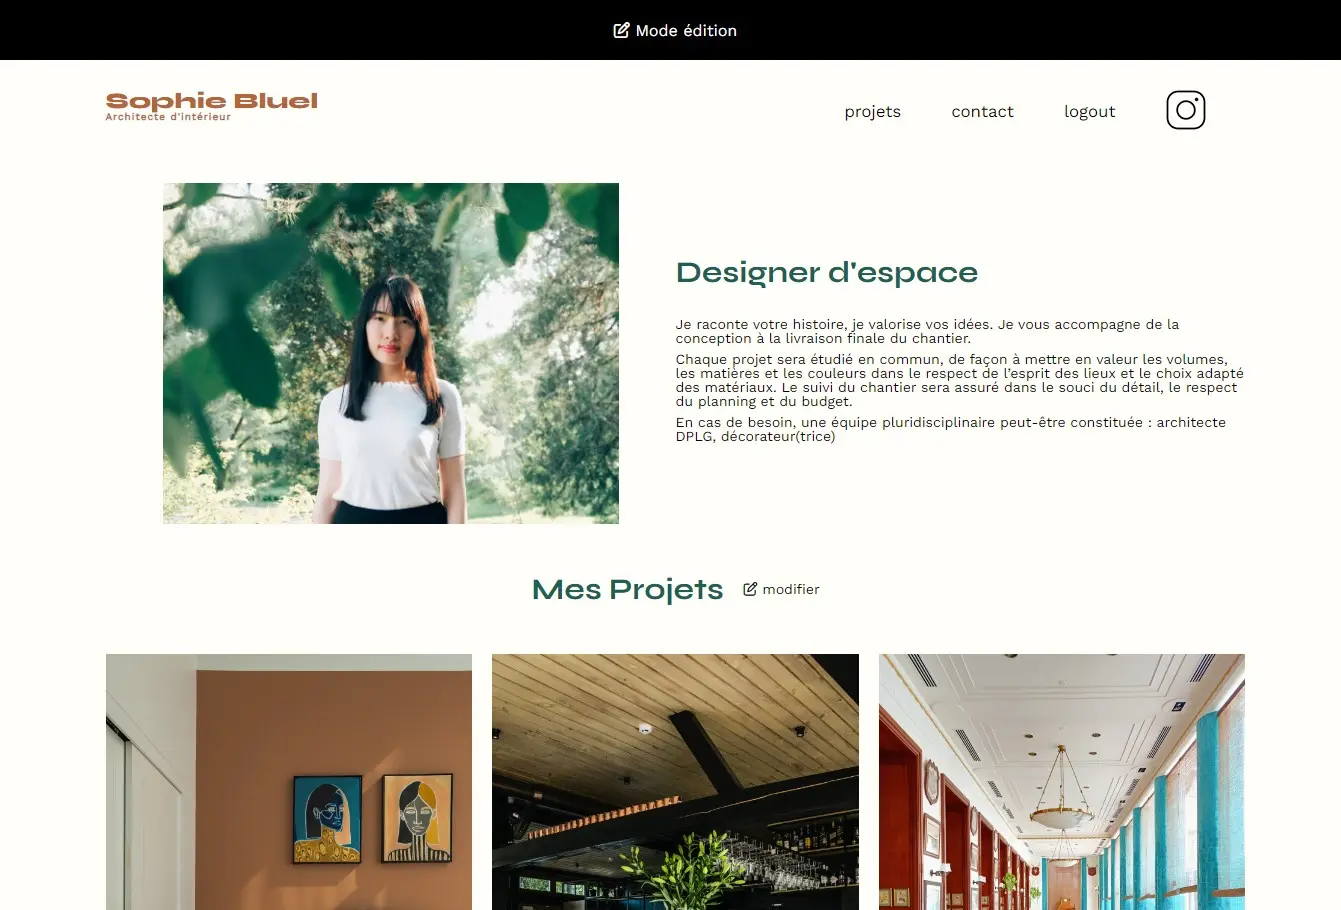 Mode édition
Sophie Bluel
Architecte d'intérieur
projets
contact
logout
Designer d'espace
Je raconte votre histoire, je valorise vos idées. Je vous accompagne de la
conception à la livraison finale du chantier.
Chaque projet sera étudié en commun, de façon à mettre en valeur les volumes,
les matières et les couleurs dans le respect de l’esprit des lieux et le choix adapté
des matériaux. Le suivi du chantier sera assuré dans le souci du détail, le respect
du planning et du budget.
En cas de besoin, une équipe pluridisciplinaire peut-être constituée : architecte
DPLG, décorateur(trice)
Mes Projets
modifier